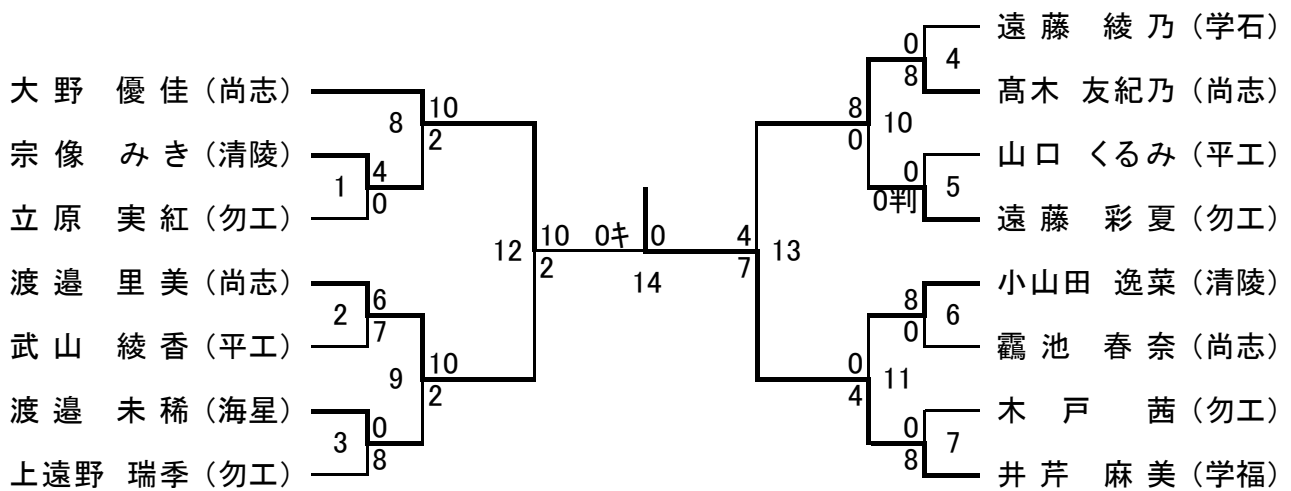 遠藤 綾乃（学石）
0
4
8
大野 優佳（尚志）
髙木 友紀乃（尚志）
10
8
8
2
10
0
宗像 みき（清陵）
山口 くるみ（平工）
4
1
0
0
5
0判
立原 実紅（勿工）
遠藤 彩夏（勿工）
12
10
2
0キ
0
14
4
7
13
渡邉 里美（尚志）
小山田 逸菜（清陵）
6
2
7
8
6
0
武山 綾香（平工）
靍池 春奈（尚志）
10
9
2
0
11
4
渡邉 未稀（海星）
木戸 茜（勿工）
0
3
8
0
7
8
上遠野 瑞季（勿工）
井芹 麻美（学福）